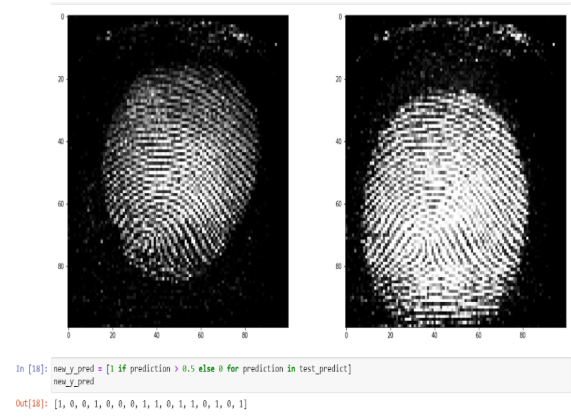 0
20
40
60
80
0 20 40 60 80
0
20
40
60
80
0 20 40 60 80
In [18]: new_y_pred = [1 if prediction > 0.5 else 0 for prediction in test_predict]
new_y_pred
Out[18]: [1, 0, 0, 1, 0, 0, 0, 1, 1, 0, 1, 1, 0, 1, 0, 1]